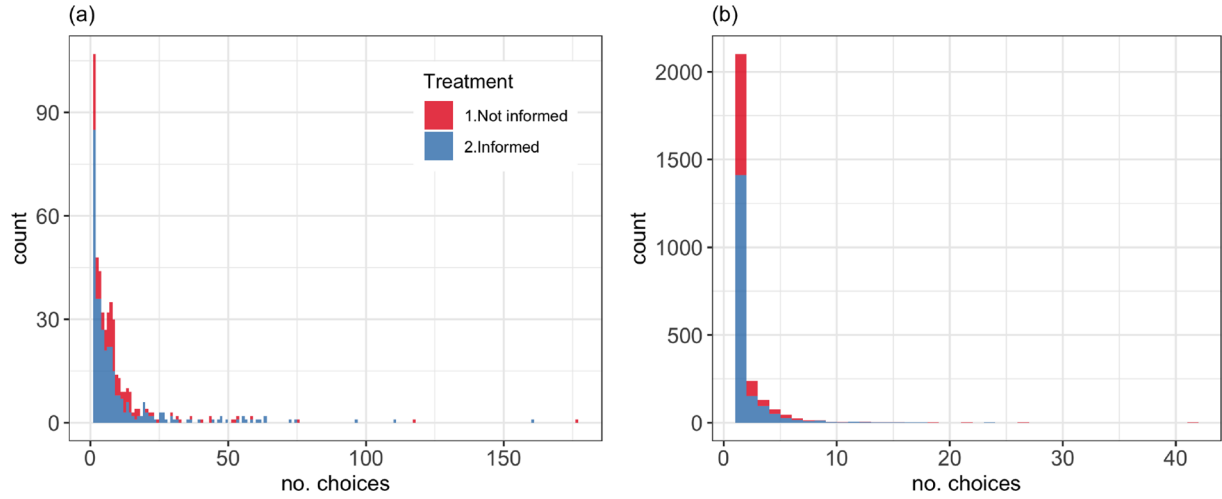 (a)
Treatment
1.Not informed
2.Informed
90
60
30
0
count
0
50
100
150
no. choices
(b)
2000
1500
1000
500
0
count
0
10
20
30
40
no. choices